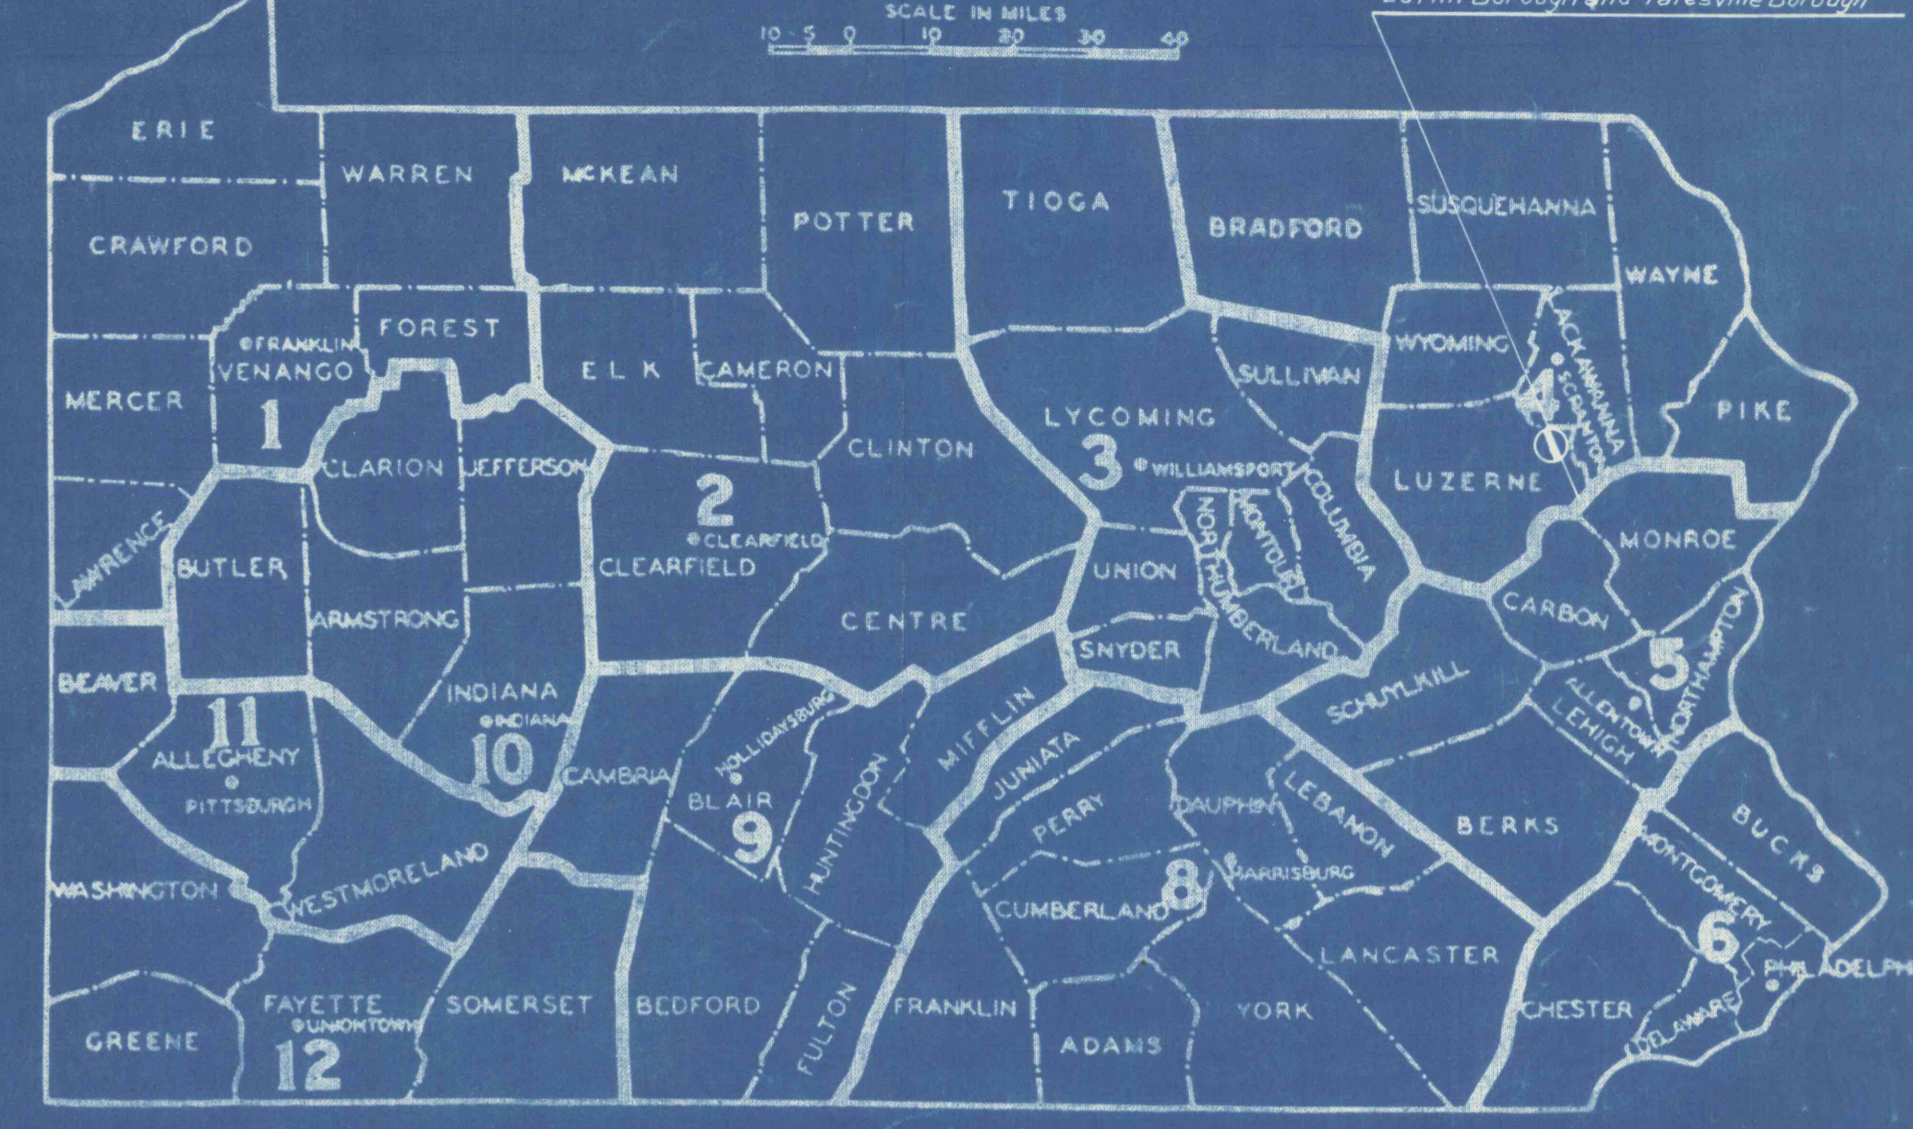 SCALE IN MILES
10 5 0 10 20 30 40
Borough and Yatesville Borough
ERIE
WARREN
MCKEAN
POTTER
TIOGA
BRADFORD
SUSQUEHANNA
WAYNE
CRAWFORD
FOREST
FRANKLIN
VENANGO
1
MERCER
ELK
CAMERON
CLINTON
LYCOMING
3
WILLIAMSPORT
SULLIVAN
WYOMING
LACKAWANNA
SCRANTON
4
PIKE
LUZERNE
CLARION
JEFFERSON
2
CLEARFIELD
CLEARFIELD
COLUMBIA
MONTOUR
NORTHUMBERLAND
UNION
SNYDER
MONROE
CARBON
LAWRENCE
BUTLER
ARMSTRONG
CENTRE
BEAVER
INDIANA
INDIANA
10
11
ALLEGHENY
PITTSBURGH
CAMBRIA
HOLLIDAYSBURG
BLAIR
9
HUNTINGDON
MIFFLIN
JUNIATA
PERRY
DAUPHIN
LEBANON
SCHUYLKILL
5
NORTHAMPTON
ALLENTOWN
LEHIGH
BERKS
BUCKS
MONTGOMERY
6
WASHINGTON
WESTMORELAND
CUMBERLAND
8
HARRISBURG
LANCASTER
PHILADELPH
GREENE
FAYETTE
UNIONTOWN
12
SOMERSET
BEDFORD
FULTON
FRANKLIN
ADAMS
YORK
CHESTER
DELAWARE